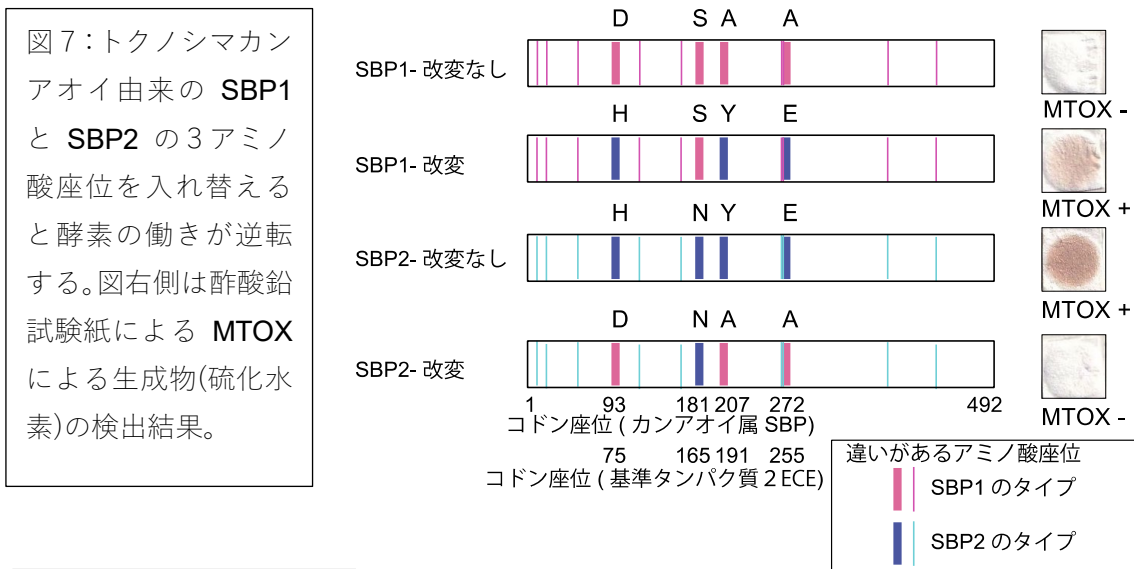 図7：トクノシマカン
アオイ由来の SBP1
と SBP2 の３アミノ
酸座位を入れ替える
と酵素の働きが逆転
する。図右側は酢酸鉛
試験紙による MTOX
による生成物(硫化水
素)の検出結果。
D S A A
SBP1- 改変なし
MTOX -
H S Y E
SBP1- 改変
MTOX +
H N Y E
SBP2- 改変なし
MTOX +
D N A A
SBP2- 改変
MTOX -
1 93 181 207 272 492
コドン座位 ( カンアオイ属 SBP)
75 165 191 255
コドン座位 ( 基準タンパク質 2 ECE)
違いがあるアミノ酸座位
SBP1 のタイプ
SBP2 のタイプ